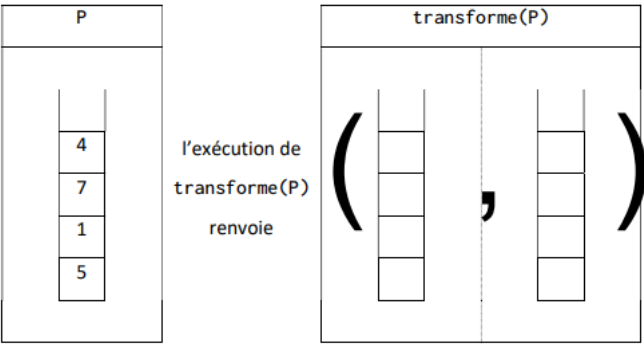 P
transforme(P)
4
7
1
5
l'exécution de
transforme(P)
renvoie
( , )